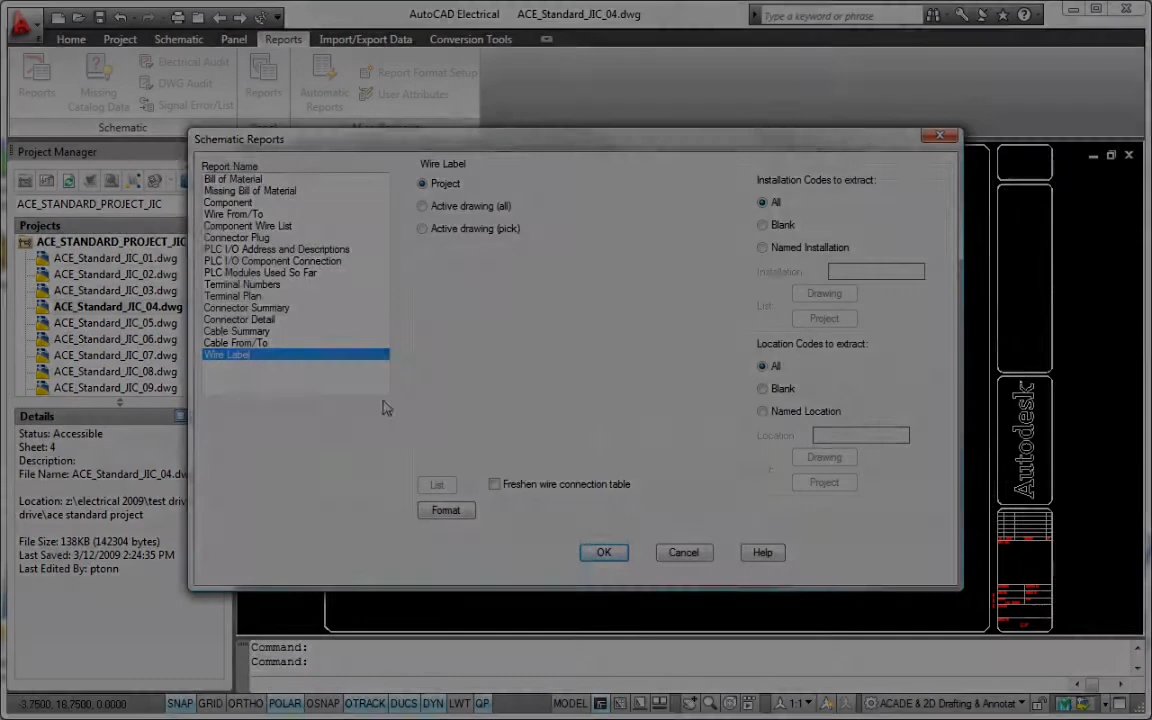 AutoCAD Electrical ACE_Standard_JIC_04.dwg
Type a keyword or phrase
Home Project Schematic Panel Reports Import/Export Data Conversion Tools
Reports
Missing
Catalog Data
Electrical Audit
DWG Audit
Signal Error/List
Reports
Automatic
Reports
Report Format Setup
User Attributes
Schematic
Project Manager
ACE_STANDARD_PROJECT_JIC
Projects
ACE_STANDARD_PROJECT_JIC
ACE_Standard_JIC_01.dwg
ACE_Standard_JIC_02.dwg
ACE_Standard_JIC_03.dwg
ACE_Standard_JIC_04.dwg
ACE_Standard_JIC_05.dwg
ACE_Standard_JIC_06.dwg
ACE_Standard_JIC_07.dwg
ACE_Standard_JIC_08.dwg
ACE_Standard_JIC_09.dwg
Details
Status: Accessible
Sheet: 4
Description:
File Name: ACE_Standard_JIC_04.dw
Location: z:\electrical 2009\test driv
drive\ace standard project
File Size: 138KB (142304 bytes)
Last Saved: 3/12/2009 2:24:35 PM
Last Edited By: ptonn
Schematic Reports
Report Name
Bill of Material
Missing Bill of Material
Component
Wire From/To
Component Wire List
Connector Plug
PLC I/O Address and Descriptions
PLC I/O Component Connection
PLC Modules Used So Far
Terminal Numbers
Terminal Plan
Connector Summary
Connector Detail
Cable Summary
Cable From/To
Wire Label
Wire Label
Project
Active drawing (all)
Active drawing (pick)
List
Freshen wire connection table
Format
Installation Codes to extract:
All
Blank
Named Installation
Installation
List:
Drawing
Project
Location Codes to extract:
All
Blank
Named Location
Location
Drawing
Project
OK Cancel Help
Autodesk
Command:
Command:
-3.7500, 16.7500, 0.0000 SNAP GRID ORTHO POLAR OSNAP OTRACK DUCS DYN LWT QP MODEL 1:1 ACADE & 2D Drafting & Annotat